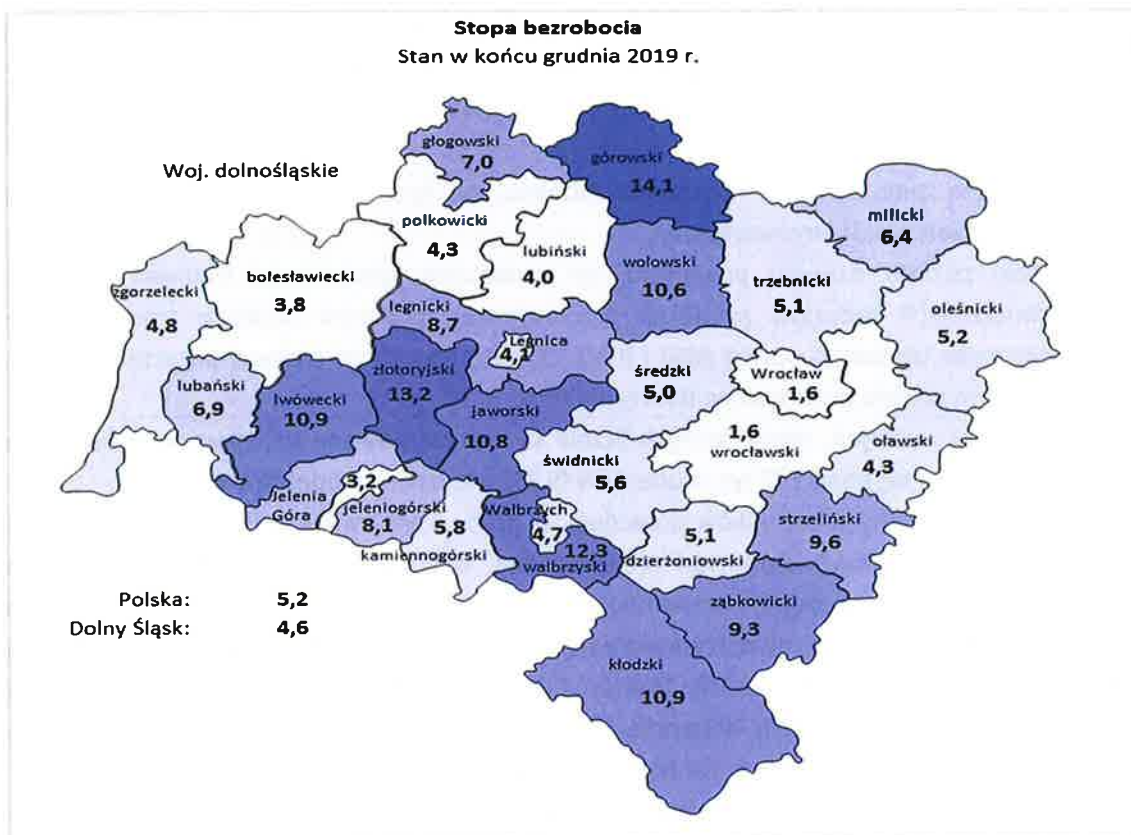 Stopa bezrobocia
Stan w końcu grudnia 2019 r.
Woj. dolnośląskie
głogowski
7,0
górowski
14,1
polkowicki
4,3
lubiński
4,0
milicki
6,4
bolesławiecki
3,8
wołowski
10,6
trzebnicki
5,1
oleśnicki
5,2
zgorzelecki
4,8
legnicki
8,7
Legnica
4,1
lubański
6,9
lwówecki
10,9
złotoryjski
13,2
jaworski
10,8
średzki
5,0
Wrocław
1,6
1,6
wrocławski
oławski
4,3
świdnicki
5,6
Jelenia
Góra
3,2
jeleniogórski
8,1
5,8
kamiennogórski
Wałbrzych
4,7
12,3
wałbrzyski
5,1
dzierżoniowski
strzeliński
9,6
ząbkowicki
9,3
kłodzki
10,9
Polska: 5,2
Dolny Śląsk: 4,6